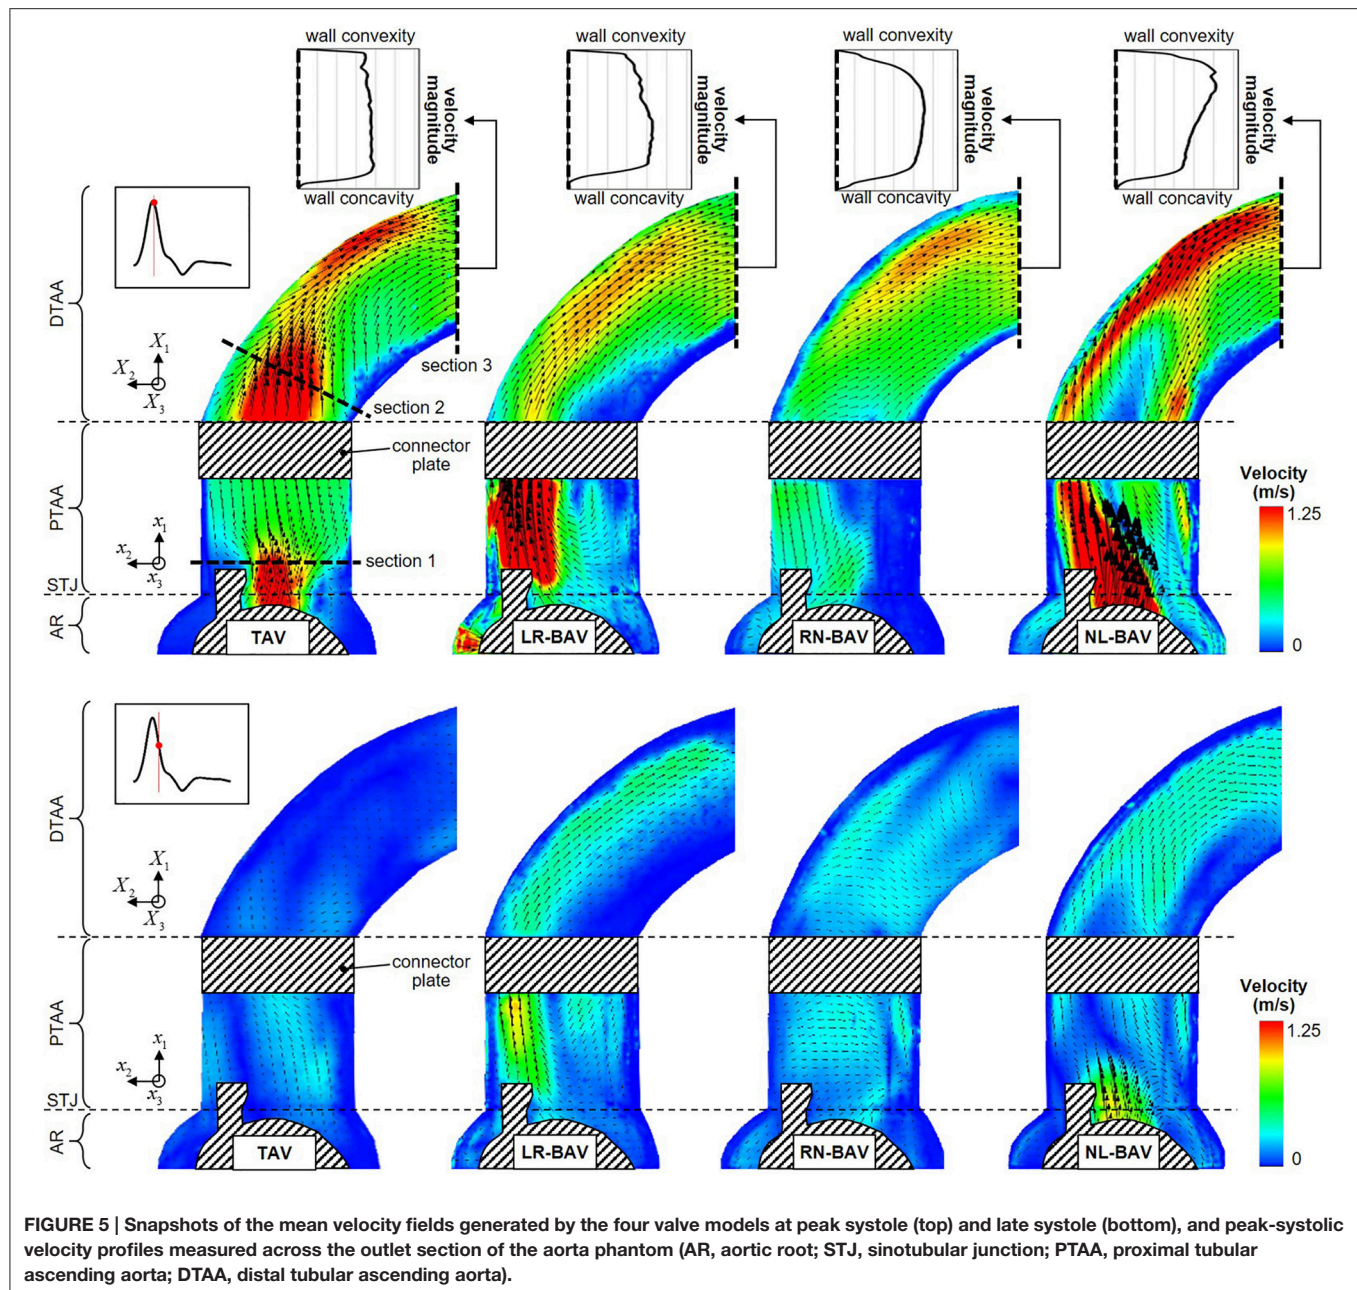 wall convexity
wall convexity
wall convexity
wall convexity
velocity
magnitude
velocity
magnitude
velocity
magnitude
velocity
magnitude
wall concavity
wall concavity
wall concavity
wall concavity
DTAA
X1
X2
X3
section 3
section 2
connector
plate
PTAA
x1
x2
x3
section 1
STJ
AR
TAV
LR-BAV
RN-BAV
NL-BAV
Velocity
(m/s)
1.25
0
DTAA
X1
X2
X3
connector
plate
PTAA
x1
x2
x3
STJ
AR
TAV
LR-BAV
RN-BAV
NL-BAV
Velocity
(m/s)
1.25
0
FIGURE 5 | Snapshots of the mean velocity fields generated by the four valve models at peak systole (top) and late systole (bottom), and peak-systolic
velocity profiles measured across the outlet section of the aorta phantom (AR, aortic root; STJ, sinotubular junction; PTAA, proximal tubular
ascending aorta; DTAA, distal tubular ascending aorta).